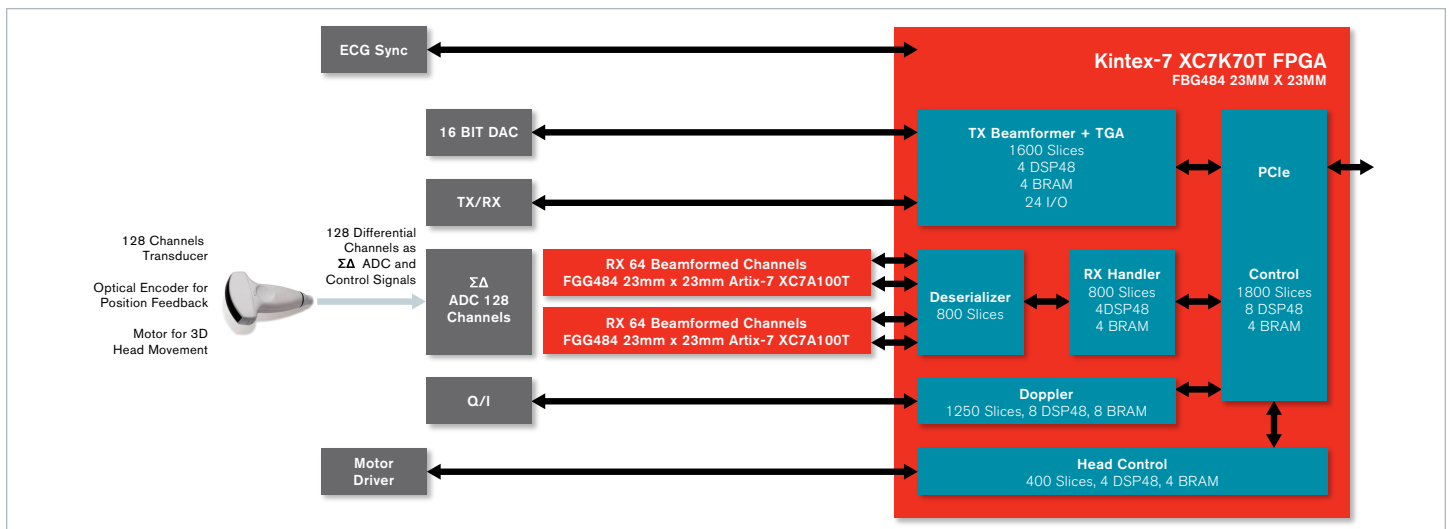 ECG Sync
Kintex-7 XC7K70T FPGA
FBG484 23MM X 23MM
16 BIT DAC
TX Beamformer + TGA
1600 Slices
4 DSP48
4 BRAM
24 I/O
PCIe
TX/RX
128 Channels
Transducer
Optical Encoder for
Position Feedback
Motor for 3D
Head Movement
128 Differential
Channels as
ΣΔ ADC and
Control Signals
ΣΔ
ADC 128
Channels
RX 64 Beamformed Channels
FGG484 23mm x 23mm Artix-7 XC7A100T
RX 64 Beamformed Channels
FGG484 23mm x 23mm Artix-7 XC7A100T
Deserializer
800 Slices
RX Handler
800 Slices
4DSP48
4 BRAM
Control
1800 Slices
8 DSP48
4 BRAM
Q/I
Doppler
1250 Slices, 8 DSP48, 8 BRAM
Motor
Driver
Head Control
400 Slices, 4 DSP48, 4 BRAM